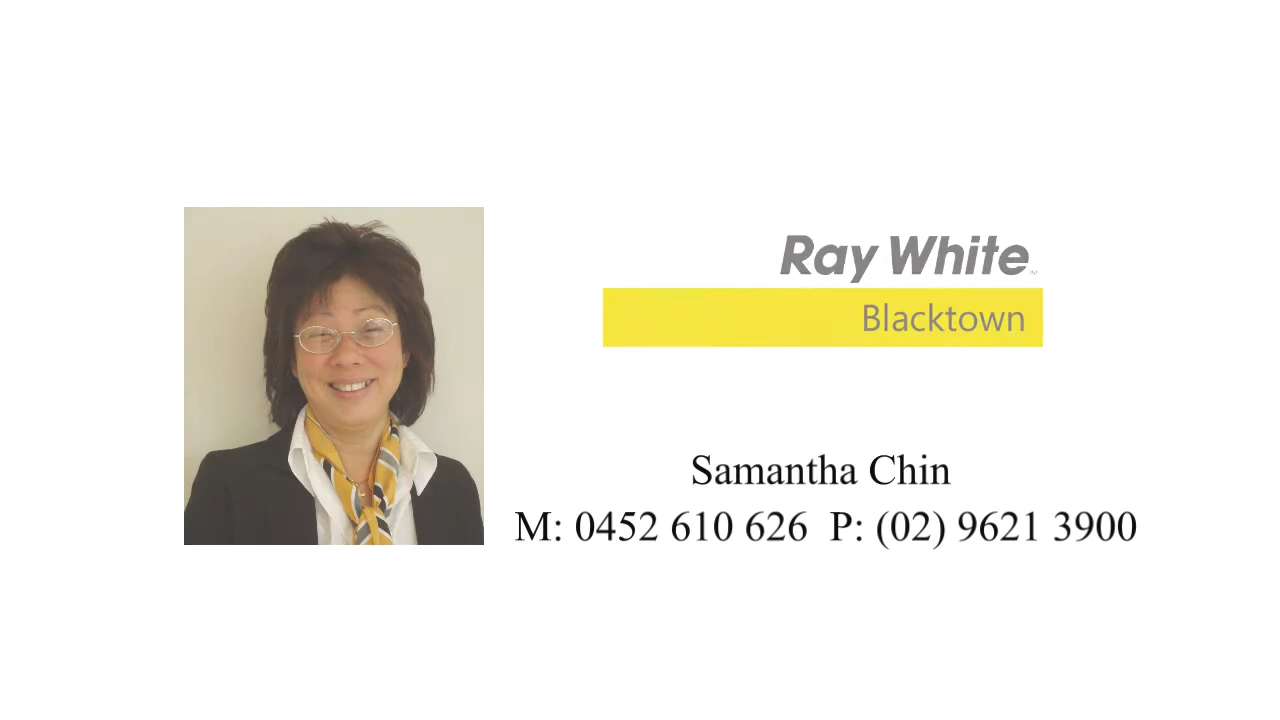 Ray White
Blacktown
Samantha Chin
M: 0452 610 626 P: (02) 9621 3900